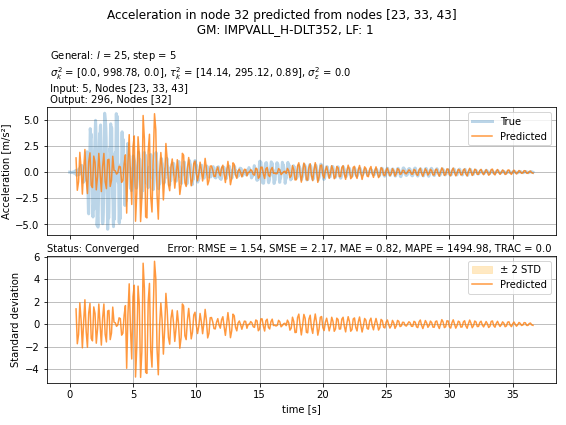 Acceleration in node 32 predicted from nodes [23, 33, 43]
GM: IMPVALL_H-DLT352, LF: 1
General: l = 25, step = 5
σ²ₖ = [0.0, 998.78, 0.0], τ²ₖ = [14.14, 295.12, 0.89], σ²ε = 0.0
Input: 5, Nodes [23, 33, 43]
Output: 296, Nodes [32]
5.0
2.5
0.0
−2.5
−5.0
Acceleration [m/s²]
True
Predicted
Status: Converged Error: RMSE = 1.54, SMSE = 2.17, MAE = 0.82, MAPE = 1494.98, TRAC = 0.0
6
4
2
0
−2
−4
Standard deviation
± 2 STD
Predicted
0 5 10 15 20 25 30 35
time [s]